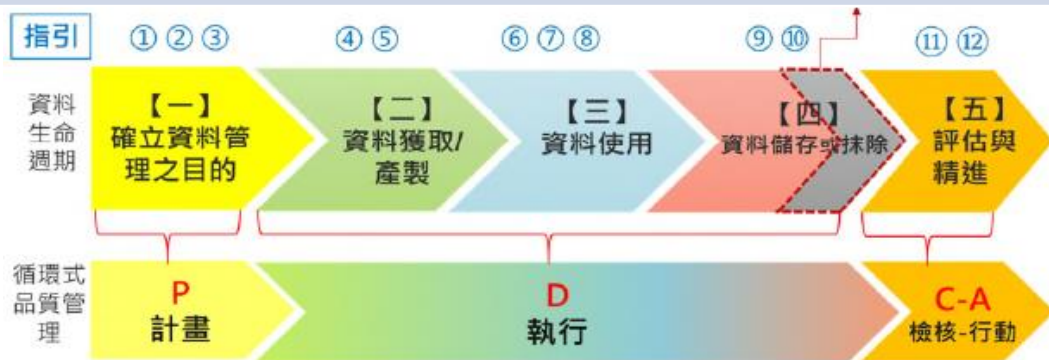 指引
① ② ③
④ ⑤
⑥ ⑦ ⑧
⑨ ⑩
⑪ ⑫
資料
生命
週期
【一】
確立資料管
理之目的
【二】
資料獲取/
產製
【三】
資料使用
【四】
資料儲存或抹除
【五】
評估與
精進
循環式
品質管
理
P
計畫
D
執行
C-A
檢核-行動